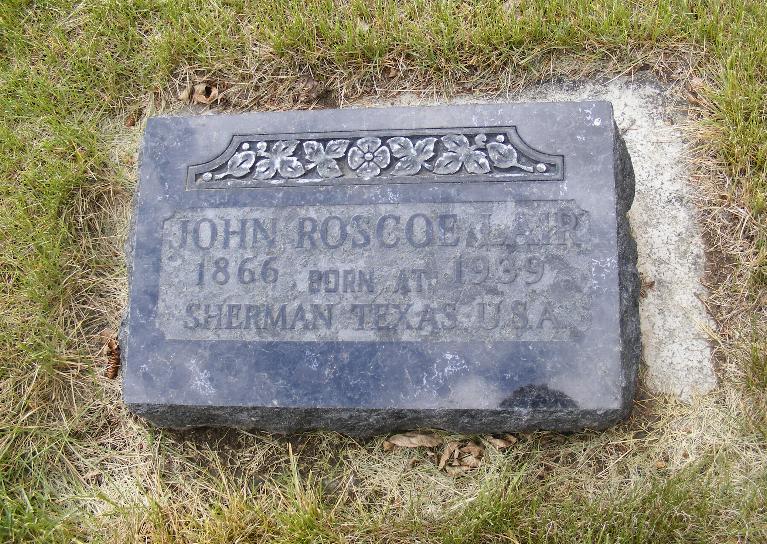 JOHN ROSCOE LAIR
1866 BORN AT 1939
SHERMAN TEXAS U.S.A.